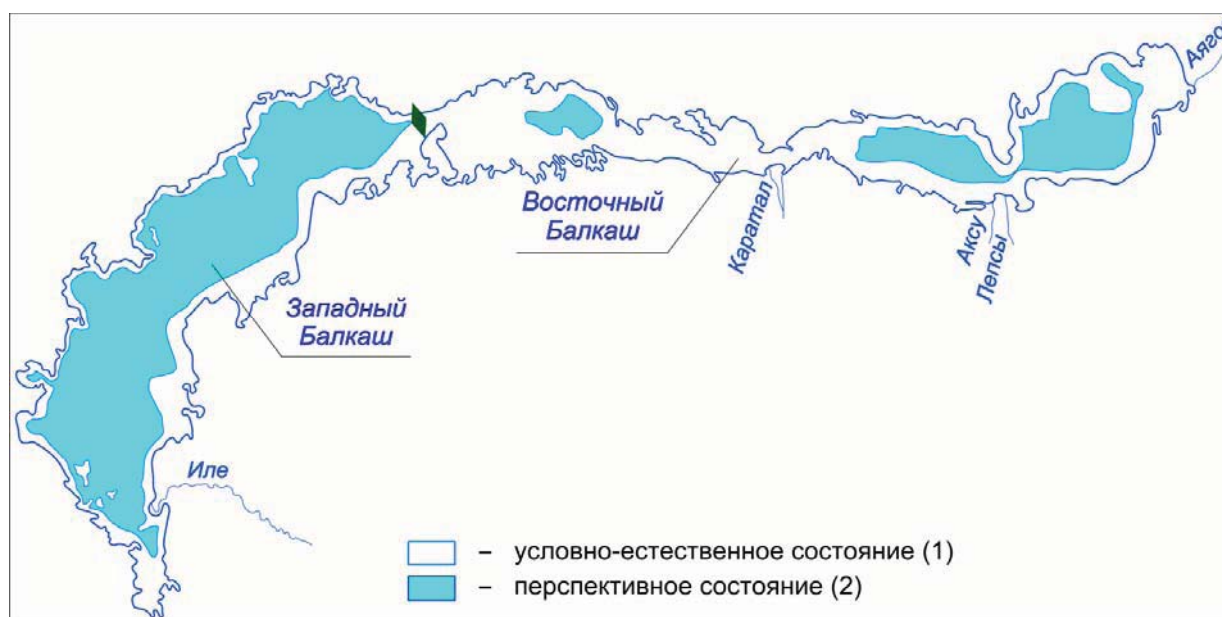 Аягоз
Восточный
Балкаш
Каратал
Аксу
Лепсы
Западный
Балкаш
Иле
– условно-естественное состояние (1)
– перспективное состояние (2)